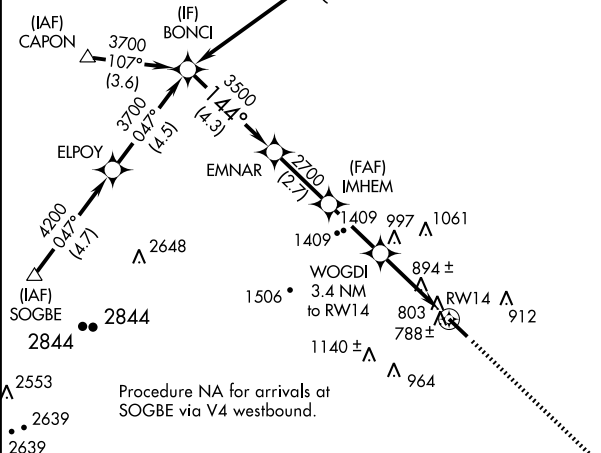 (IF)
BONCI
(IAF)
CAPON
3700
107°
(3.6)
3500
144°
(4.3)
3700
047°
(4.5)
ELPOY
EMNAR
2700
(2.7)
(FAF)
IMHEM
4200
047°
(4.7)
1409
1409
997
1061
2648
(IAF)
SOGBE
WOGDI
3.4 NM
to RW14
894 ±
1506
RW14
803
912
788±
2844
2844
1140 ±
964
2553
Procedure NA for arrivals at
SOGBE via V4 westbound.
2639
2639